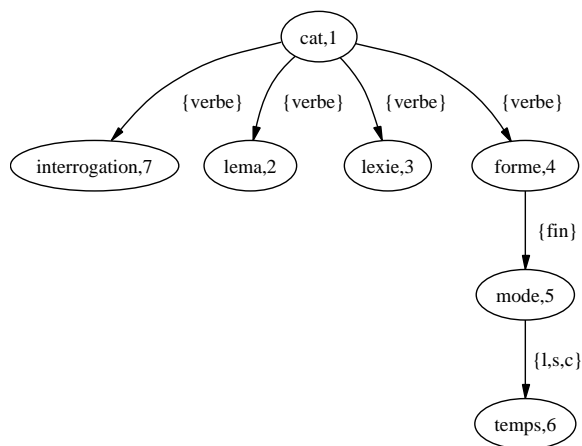 cat,1
{verbe} {verbe} {verbe} {verbe}
interrogation,7 lema,2 lexie,3 forme,4
{fin}
mode,5
{l,s,c}
temps,6